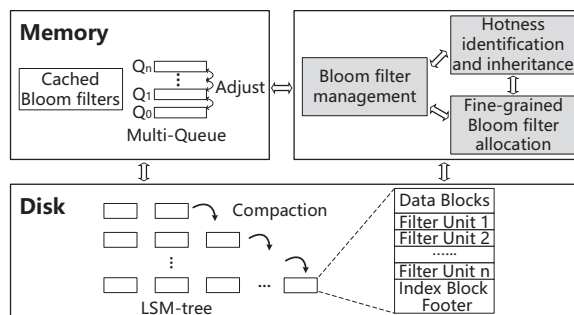 Memory
Cached
Bloom filters
Qn
⋮
Q1
Q0
Adjust
Multi-Queue
Bloom filter
management
Hotness
identification
and inheritance
Fine-grained
Bloom filter
allocation
Disk
Compaction
⋮
...
LSM-tree
Data Blocks
Filter Unit 1
Filter Unit 2
......
Filter Unit n
Index Block
Footer